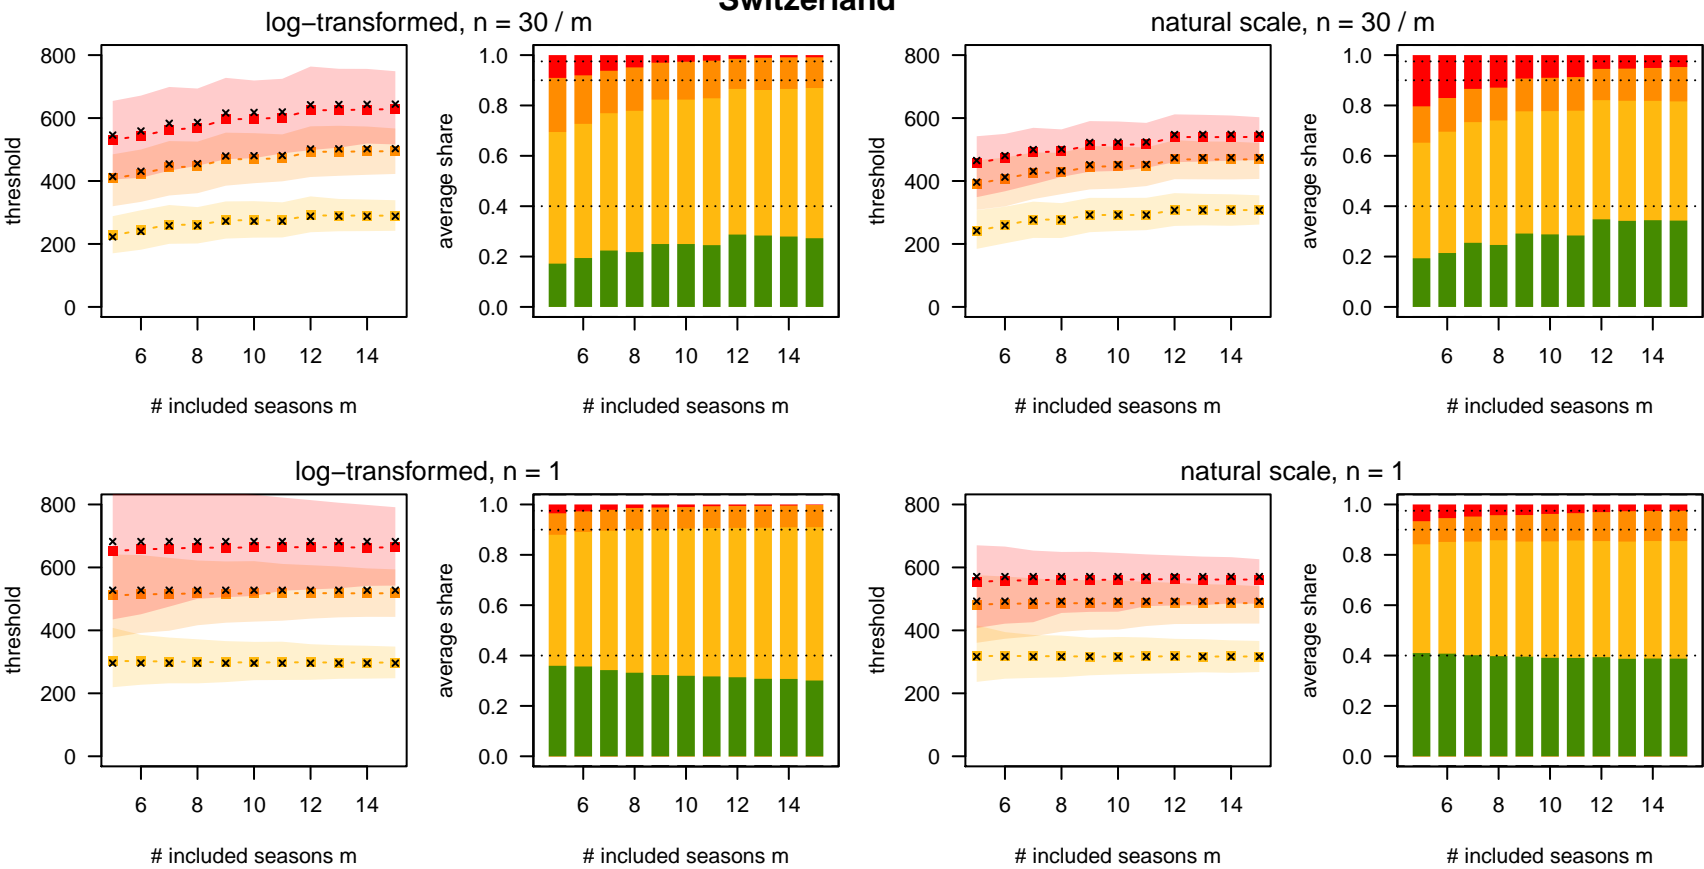 Switzerland
log−transformed, n = 30 / m
natural scale, n = 30 / m
800
600
400
200
0
threshold
6 8 10 12 14
# included seasons m
1.0
0.8
0.6
0.4
0.2
0.0
average share
6 8 10 12 14
# included seasons m
800
600
400
200
0
threshold
6 8 10 12 14
# included seasons m
1.0
0.8
0.6
0.4
0.2
0.0
average share
6 8 10 12 14
# included seasons m
log−transformed, n = 1
natural scale, n = 1
800
600
400
200
0
threshold
6 8 10 12 14
# included seasons m
1.0
0.8
0.6
0.4
0.2
0.0
average share
6 8 10 12 14
# included seasons m
800
600
400
200
0
threshold
6 8 10 12 14
# included seasons m
1.0
0.8
0.6
0.4
0.2
0.0
average share
6 8 10 12 14
# included seasons m